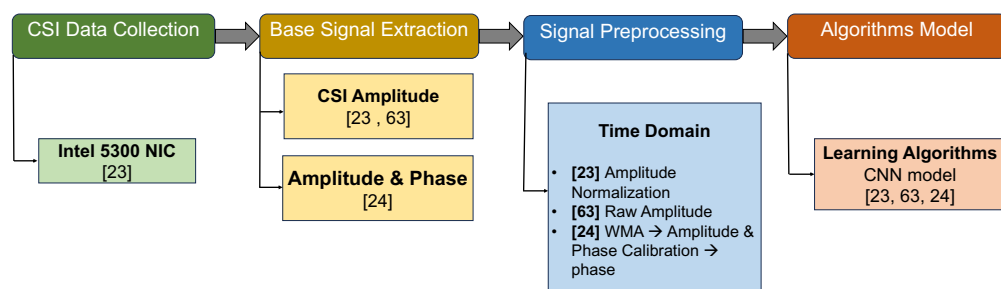 CSI Data Collection
Base Signal Extraction
Signal Preprocessing
Algorithms Model
Intel 5300 NIC
[23]
CSI Amplitude
[23 , 63]
Amplitude & Phase
[24]
Time Domain
• [23] Amplitude
Normalization
• [63] Raw Amplitude
• [24] WMA → Amplitude &
Phase Calibration →
phase
Learning Algorithms
CNN model
[23, 63, 24]